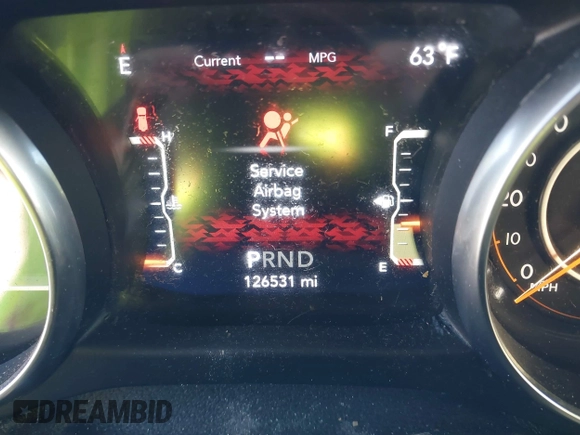 E
Current -- MPG
63°F
H
F
Service
Airbag
System
C
PRND
E
126531 mi
20
10
0
MPH
DREAMBID